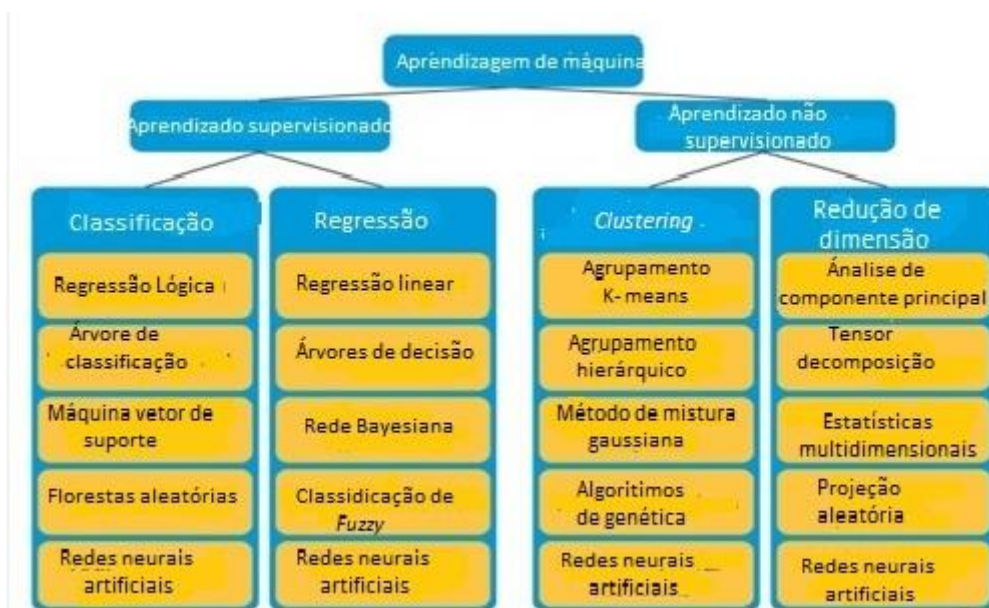 Aprendizagem de máquina
Aprendizado supervisionado
Aprendizado não
supervisionado
Classificação
Regressão Lógica
Árvore de
classificação
Máquina vetor de
suporte
Florestas aleatórias
Redes neurais
artificiais
Regressão
Regressão linear
Árvores de decisão
Rede Bayesiana
Classidicação de
Fuzzy
Redes neurais
artificiais
Clustering
Agrupamento
K- means
Agrupamento
hierárquico
Método de mistura
gaussiana
Algoritimos
de genética
Redes neurais
artificiais
Redução de
dimensão
Ánalise de
componente principal
Tensor
decomposição
Estatísticas
multidimensionais
Projeção
aleatória
Redes neurais
artificiais